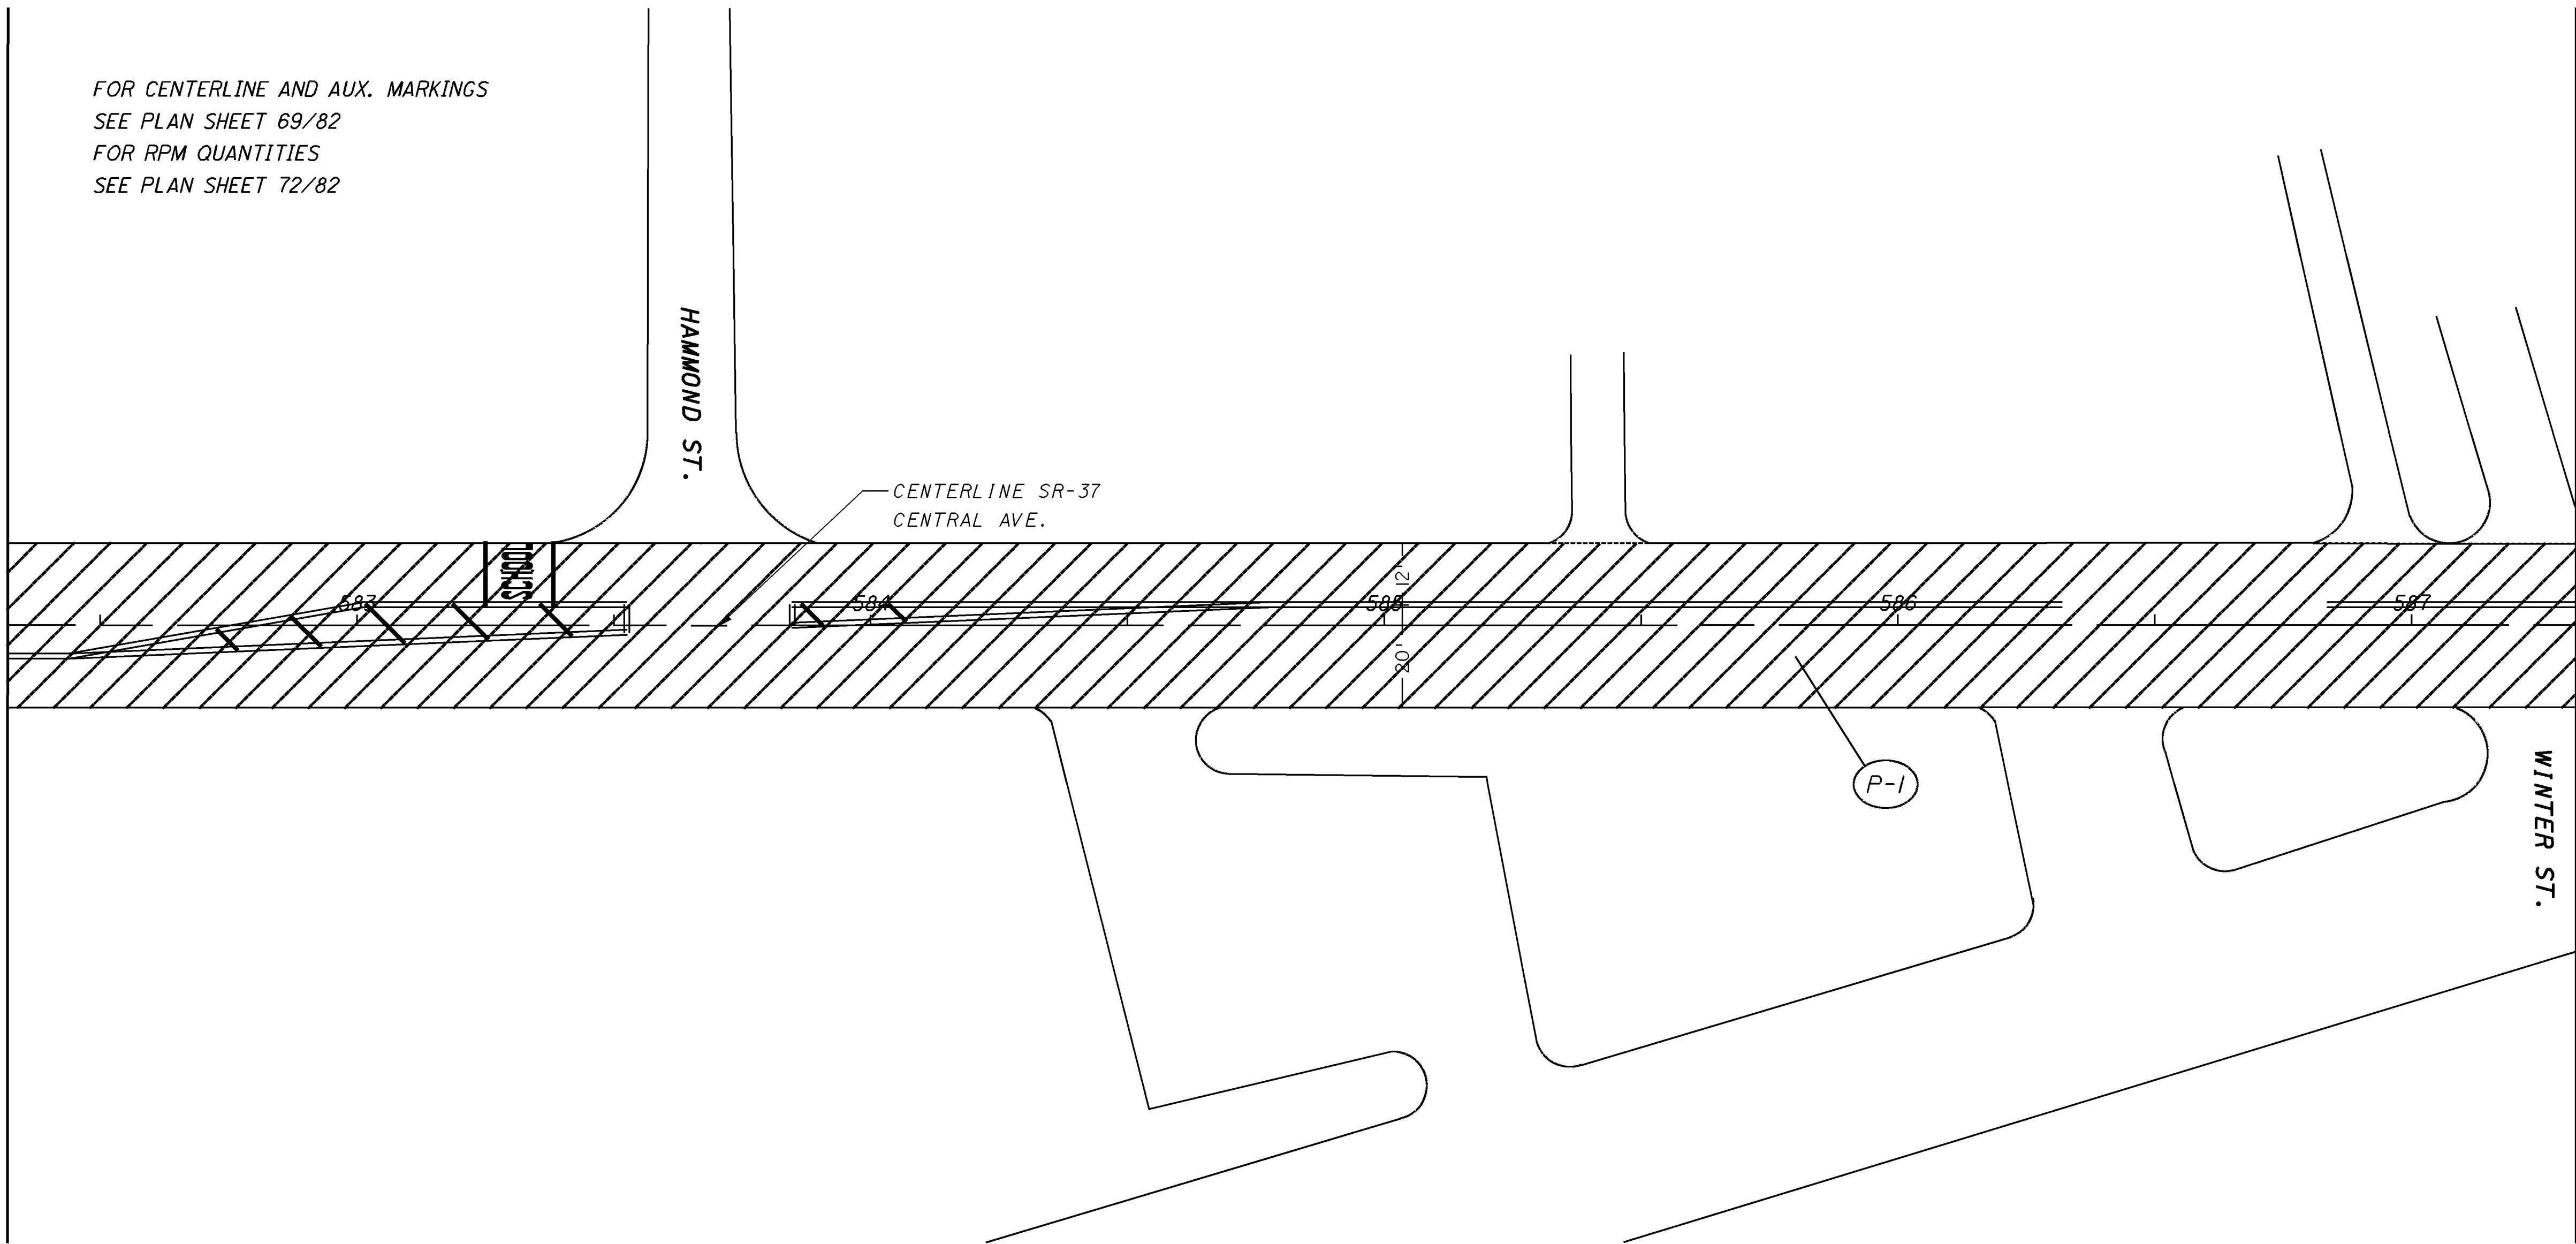 FOR CENTERLINE AND AUX. MARKINGS
SEE PLAN SHEET 69/82
FOR RPM QUANTITIES
SEE PLAN SHEET 72/82
HAMMOND ST.
CENTERLINE SR-37
CENTRAL AVE.
SCHOOL
583
584
585
586
587
12'
20'
P-1
WINTER ST.